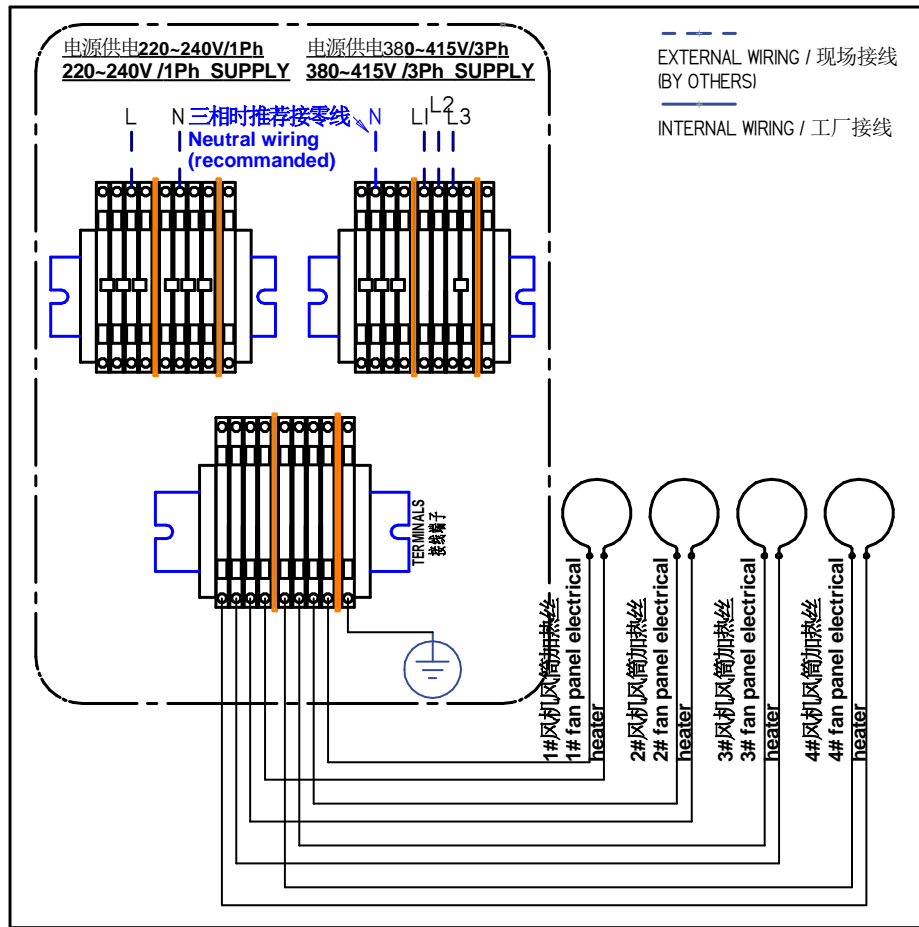 电源供电220~240V/1Ph
220~240V /1Ph SUPPLY
电源供电380~415V/3Ph
380~415V /3Ph SUPPLY
EXTERNAL WIRING / 现场接线
(BY OTHERS)
INTERNAL WIRING / 工厂接线
L
N
三相时推荐接零线
Neutral wiring
(recommanded)
N
L1
L2
L3
TERMINALS
接线端子
1#风机风筒加热丝
1# fan panel electrical
heater
2#风机风筒加热丝
2# fan panel electrical
heater
3#风机风筒加热丝
3# fan panel electrical
heater
4#风机风筒加热丝
4# fan panel electrical
heater